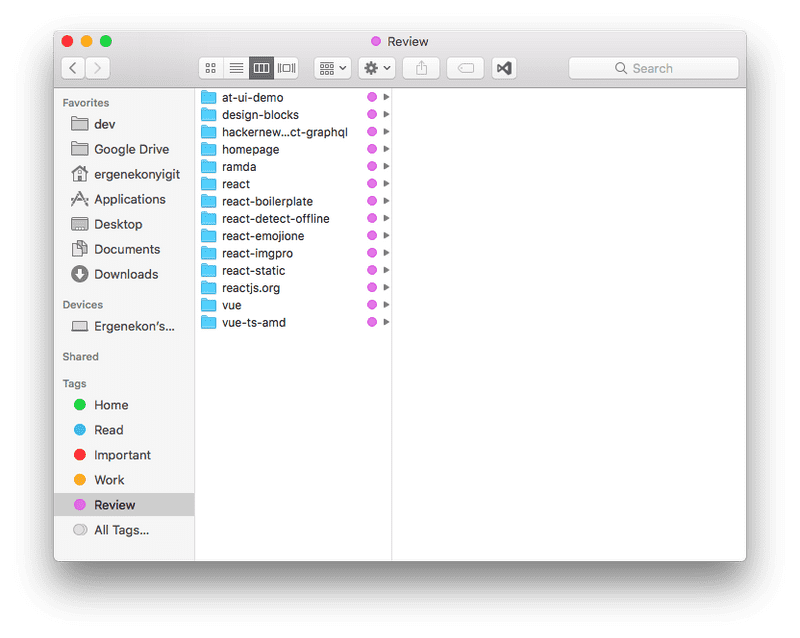 Review
Search
Favorites
dev
Google Drive
ergenekonyigit
Applications
Desktop
Documents
Downloads
Devices
Ergenekon's...
Shared
Tags
Home
Read
Important
Work
Review
All Tags...
at-ui-demo
design-blocks
hackernew...ct-graphql
homepage
ramda
react
react-boilerplate
react-detect-offline
react-emojione
react-imgpro
react-static
reactjs.org
vue
vue-ts-amd